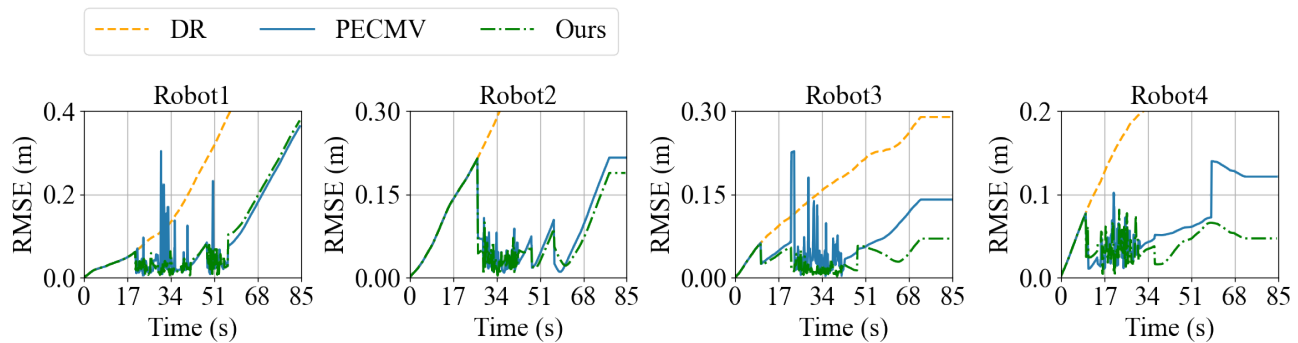 DR PECMV Ours
Robot1 Robot2 Robot3 Robot4
0.4 0.30 0.30 0.2
RMSE (m) RMSE (m) RMSE (m) RMSE (m)
0.2 0.15 0.15 0.1
0.0 0.00 0.00 0.0
0 17 34 51 68 85 0 17 34 51 68 85 0 17 34 51 68 85 0 17 34 51 68 85
Time (s) Time (s) Time (s) Time (s)